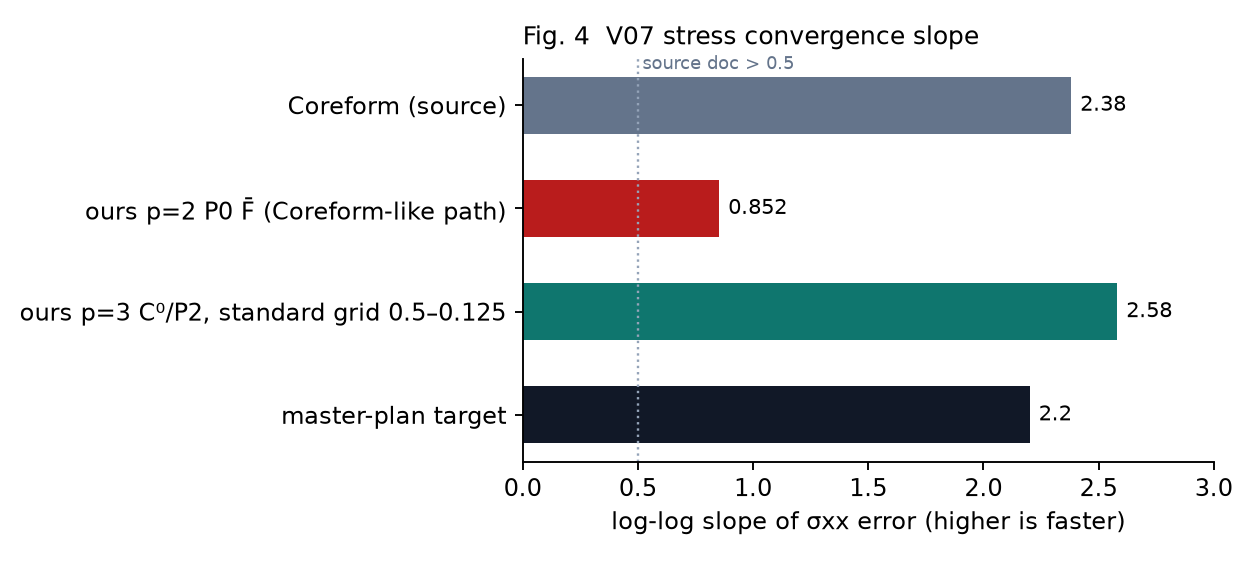 Fig. 4  V07 stress convergence slope
source doc > 0.5
Coreform (source)
2.38
ours p=2 P0 F̄ (Coreform-like path)
0.852
ours p=3 C⁰/P2, standard grid 0.5–0.125
2.58
master-plan target
2.2
0.0 0.5 1.0 1.5 2.0 2.5 3.0
log-log slope of σxx error (higher is faster)